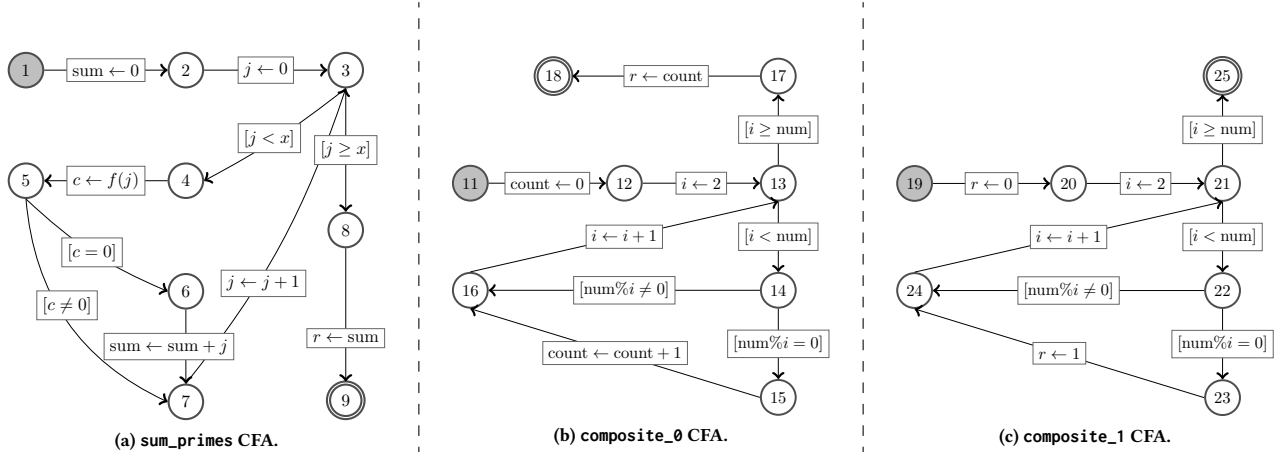 1
sum ← 0
2
j ← 0
3
[j < x]
[j ≥ x]
5
c ← f(j)
4
8
[c = 0]
[c ≠ 0]
6
j ← j + 1
sum ← sum + j
r ← sum
7
9
(a) sum_primes CFA.
18
r ← count
17
[i ≥ num]
11
count ← 0
12
i ← 2
13
i ← i + 1
[i < num]
16
[num%i ≠ 0]
14
count ← count + 1
[num%i = 0]
15
(b) composite_0 CFA.
25
[i ≥ num]
19
r ← 0
20
i ← 2
21
i ← i + 1
[i < num]
24
[num%i ≠ 0]
22
r ← 1
[num%i = 0]
23
(c) composite_1 CFA.